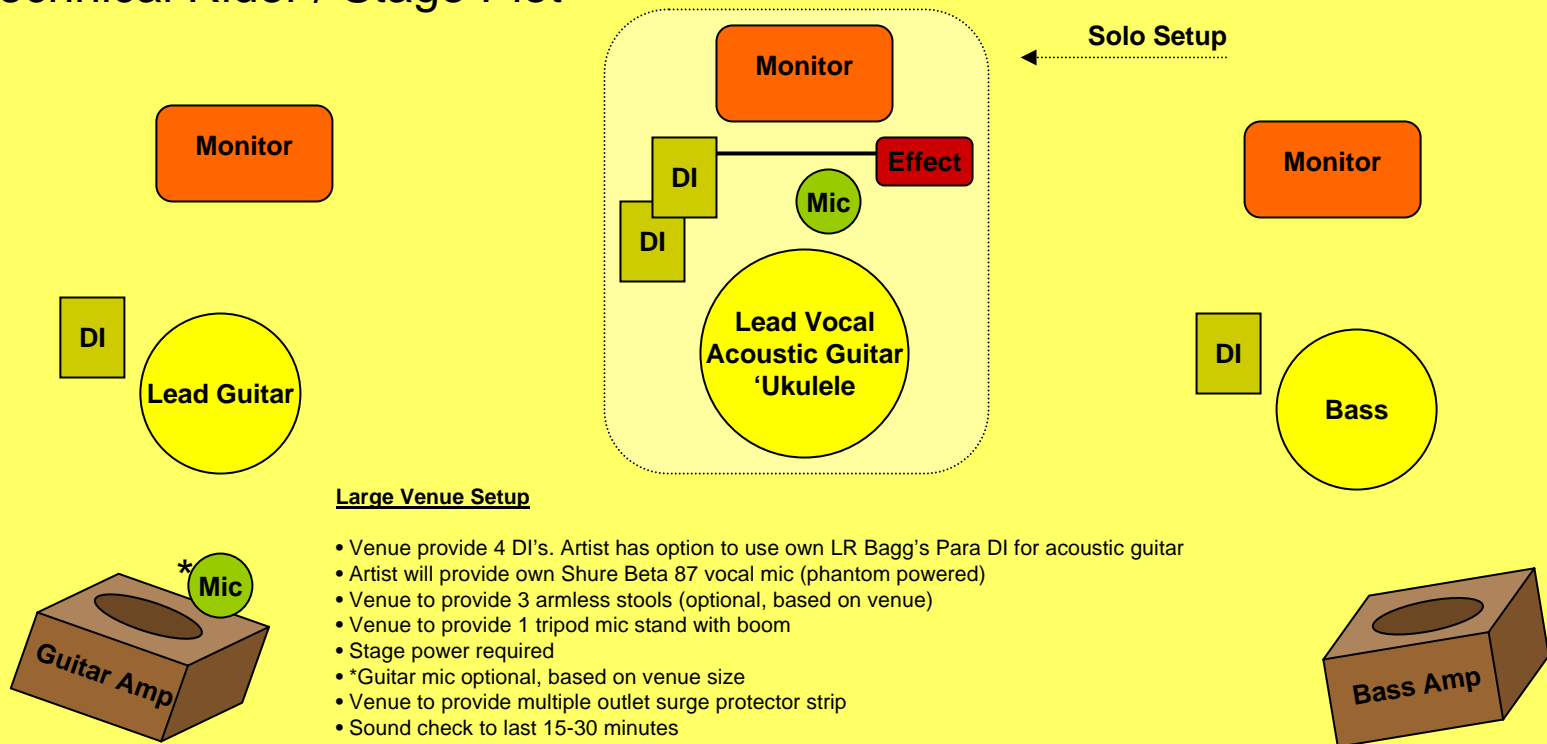 Technical Rider / Stage Plot
Solo Setup
Monitor
Monitor
Monitor
DI
Effect
Mic
DI
DI
Lead Guitar
Lead Vocal
Acoustic Guitar
‘Ukulele
DI
Bass
Large Venue Setup
• Venue provide 4 DI's. Artist has option to use own LR Bagg's Para DI for acoustic guitar
• Artist will provide own Shure Beta 87 vocal mic (phantom powered)
• Venue to provide 3 armless stools (optional, based on venue)
• Venue to provide 1 tripod mic stand with boom
• Stage power required
• *Guitar mic optional, based on venue size
• Venue to provide multiple outlet surge protector strip
• Sound check to last 15-30 minutes
* Mic
Guitar Amp
Bass Amp